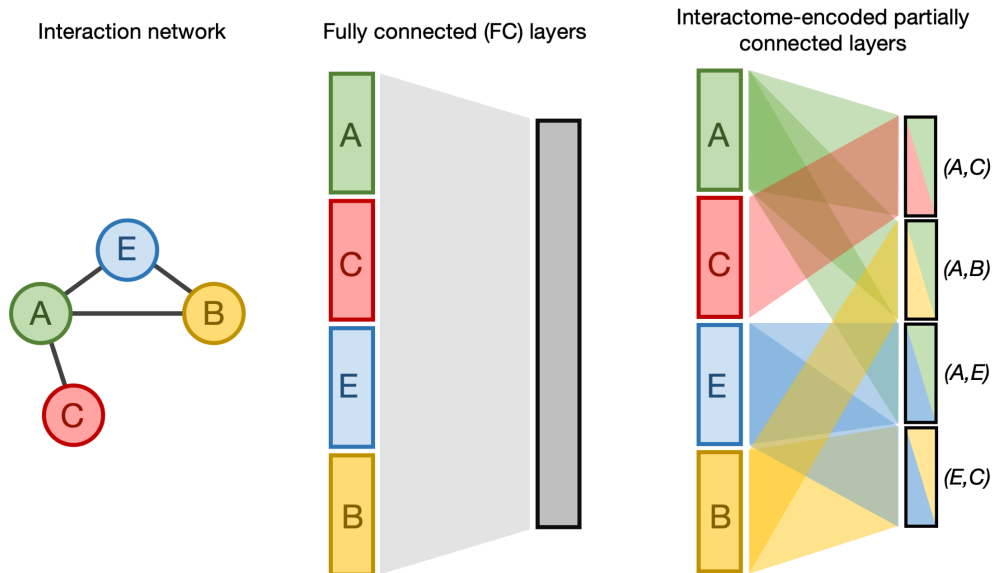 Interaction network
E
A
B
C
Fully connected (FC) layers
A
C
E
B
Interactome-encoded partially
connected layers
A
C
E
B
(A,C)
(A,B)
(A,E)
(E,C)